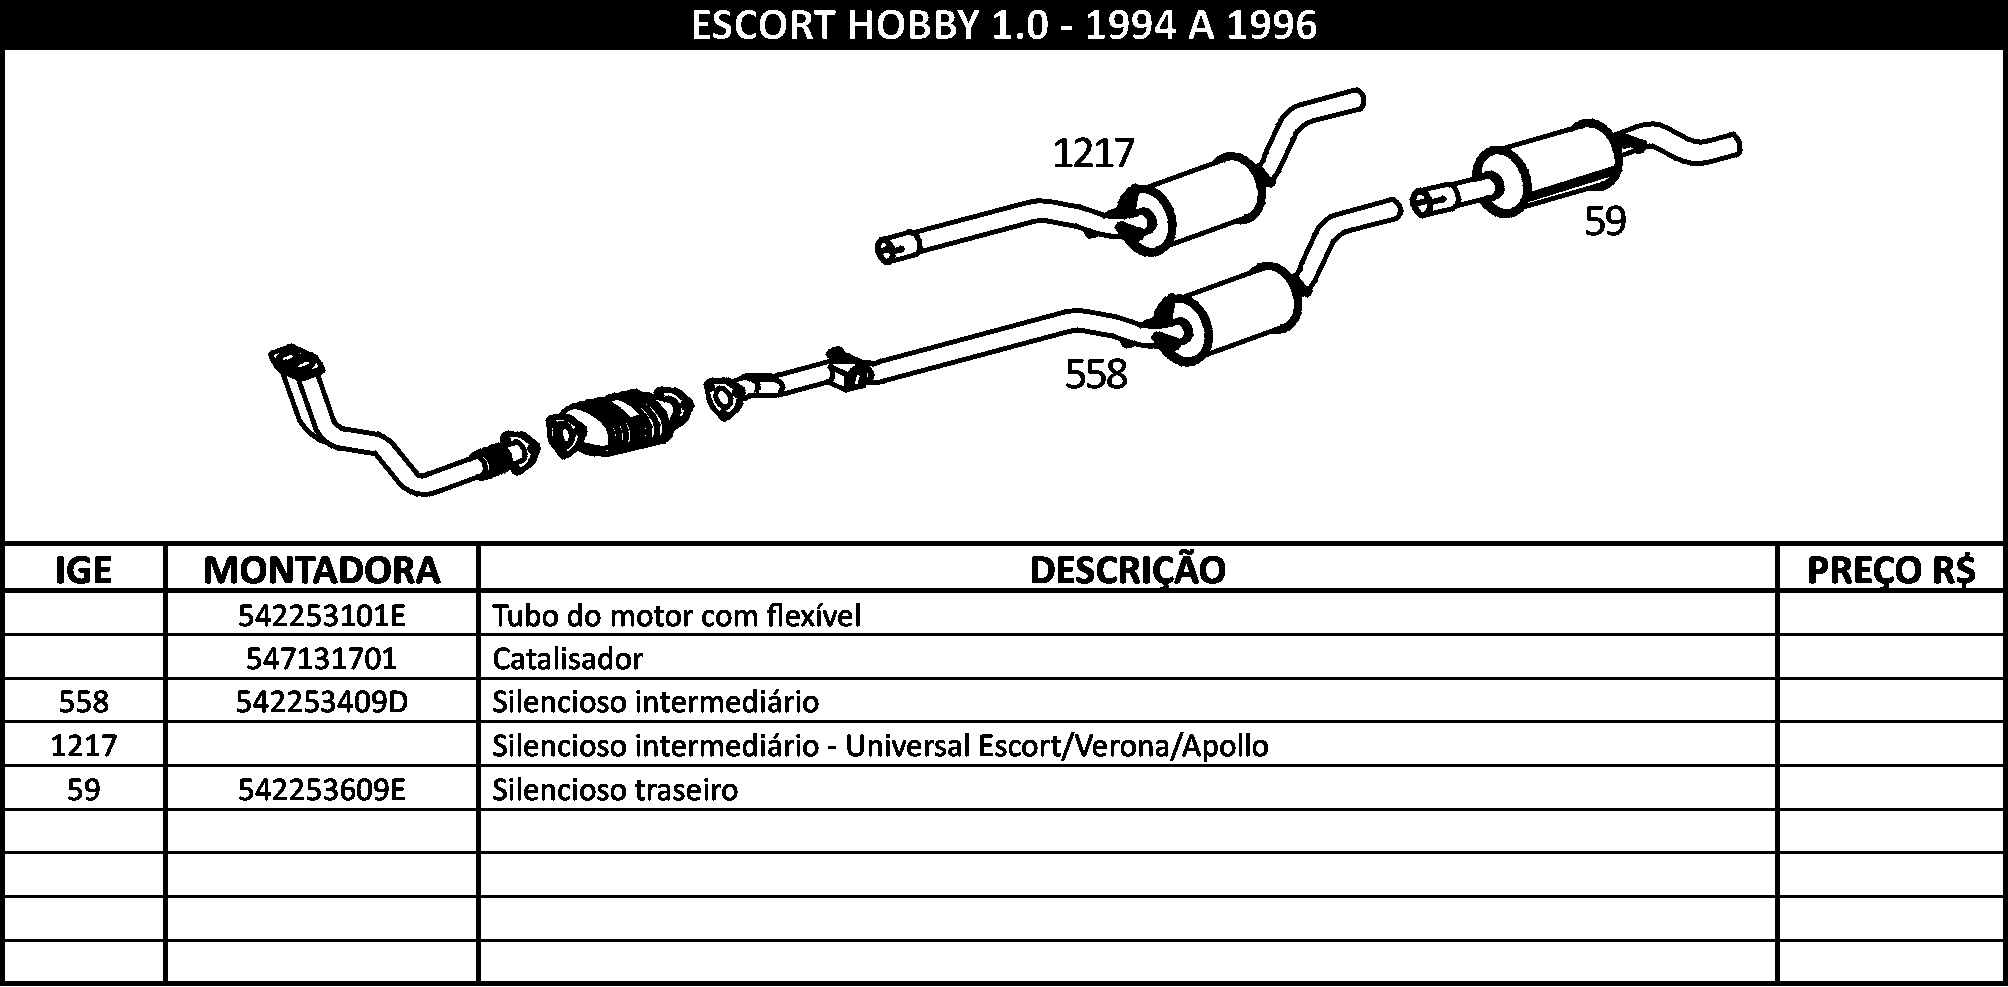 ESCORT HOBBY 1.0 - 1994 A 1996
1217
59
558
IGE MONTADORA DESCRIÇÃO PREÇO R$
542253101E Tubo do motor com flexível
547131701 Catalisador
558 542253409D Silencioso intermediário
1217 Silencioso intermediário - Universal Escort/Verona/Apollo
59 542253609E Silencioso traseiro